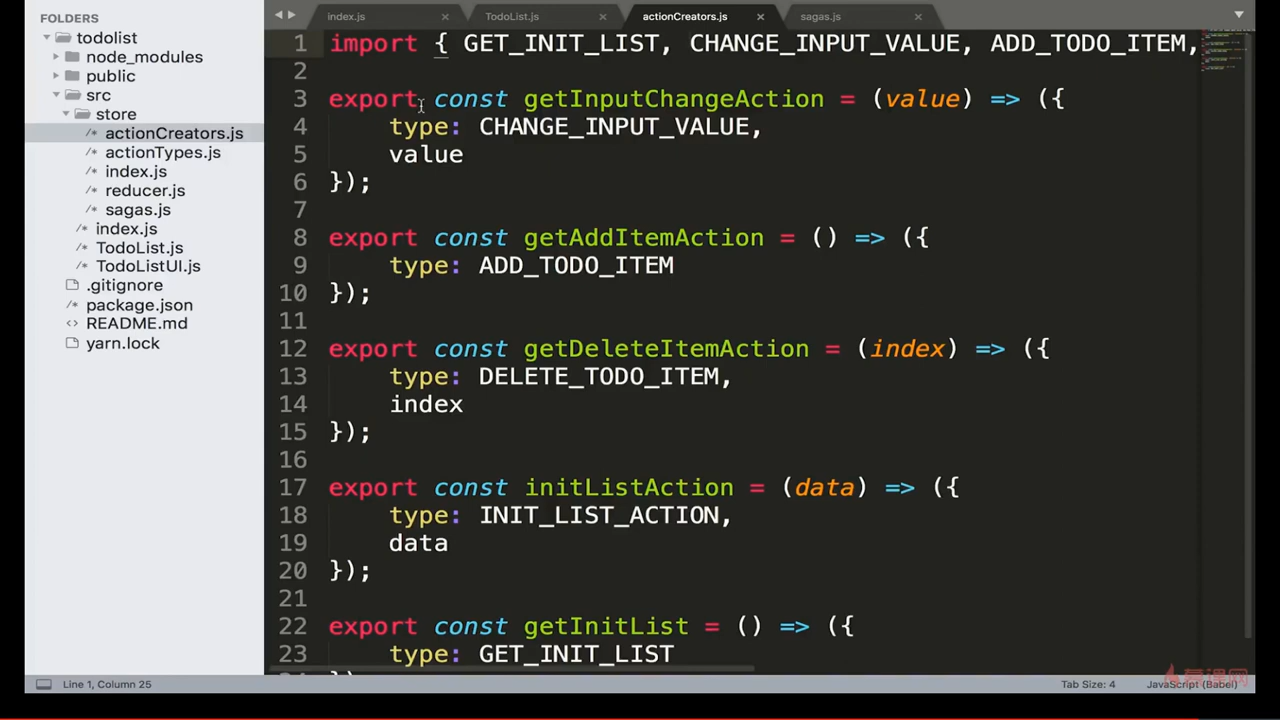 FOLDERS
todolist
node_modules
public
src
store
actionCreators.js
actionTypes.js
index.js
reducer.js
sagas.js
index.js
TodoList.js
TodoListUI.js
.gitignore
package.json
README.md
yarn.lock
index.js
TodoList.js
actionCreators.js
sagas.js
1 import { GET_INIT_LIST, CHANGE_INPUT_VALUE, ADD_TODO_ITEM,
2
3 export const getInputChangeAction = (value) => ({
4 type: CHANGE_INPUT_VALUE,
5 value
6 });
7
8 export const getAddItemAction = () => ({
9 type: ADD_TODO_ITEM
10 });
11
12 export const getDeleteItemAction = (index) => ({
13 type: DELETE_TODO_ITEM,
14 index
15 });
16
17 export const initListAction = (data) => ({
18 type: INIT_LIST_ACTION,
19 data
20 });
21
22 export const getInitList = () => ({
23 type: GET_INIT_LIST
Line 1, Column 25
Tab Size: 4
JavaScript (Babel)
慕课网